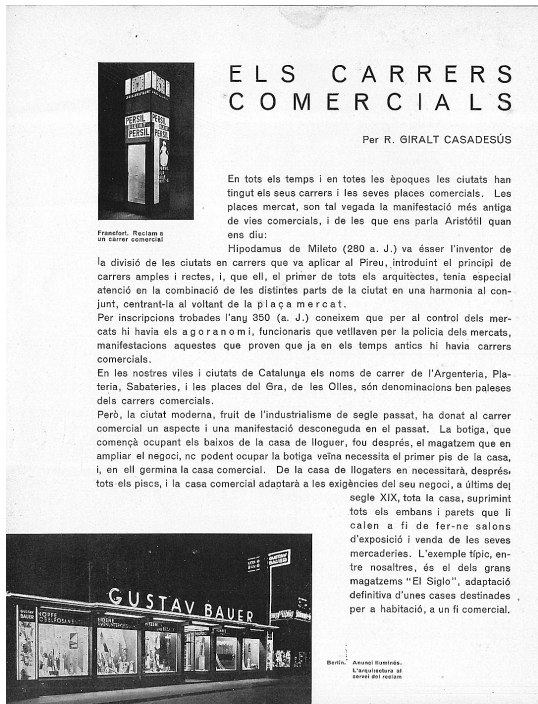 ELS CARRERS
COMERCIALS
Per R. GIRALT CASADESÚS
PERSIL
PERSIL
PERSIL
PERSIL
Francfort. Reclam a
un carrer comercial
En tots els temps i en totes les èpoques les ciutats han
tingut els seus carrers i les seves places comercials. Les
places mercat, son tal vegada la manifestació més antiga
de vies comercials, i de les que ens parla Aristótil quan
ens diu:
Hipodamus de Mileto (280 a. J.) va ésser l'inventor de
la divisió de les ciutats en carrers que va aplicar al Pireu, introduint el principi de
carrers amples i rectes, i, que ell, el primer de tots els arquitectes, tenia especial
atenció en la combinació de les distintes parts de la ciutat en una harmonia al con-
junt, centrant-la al voltant de la plaça mercat.
Per inscripcions trobades l'any 350 (a. J.) coneixem que per al control dels mer-
cats hi havia els agoranomi, funcionaris que vetllaven per la policia dels mercats,
manifestacions aquestes que proven que ja en els temps antics hi havia carrers
comercials.
En les nostres viles i ciutats de Catalunya els noms de carrer de l'Argenteria, Pla-
teria, Sabateries, i les places del Gra, de les Olles, són denominacions ben paleses
dels carrers comercials.
Però, la ciutat moderna, fruit de l'industrialisme de segle passat, ha donat al carrer
comercial un aspecte i una manifestació desconeguda en el passat. La botiga, que
començà ocupant els baixos de la casa de lloguer, fou després, el magatzem que en
ampliar el negoci, no podent ocupar la botiga veïna necessita el primer pis de la casa,
i, en ell germina la casa comercial. De la casa de llogaters en necessitarà, després,
tots els piscs, i la casa comercial adaptarà a les exigències del seu negoci, a últims del
segle XIX, tota la casa, suprimint
tots els embans i parets que li
calen a fi de fer-ne salons
d'exposició i venda de les seves
mercaderies. L'exemple típic, en-
tre nosaltres, és el dels grans
magatzems "El Siglo", adaptació
definitiva d'unes cases destinades
per a habitació, a un fi comercial.
GUSTAV BAUER
GUSTAV
BAUER
Berlín. Anunci lluminós.
L'arquitectura al
servei del reclam